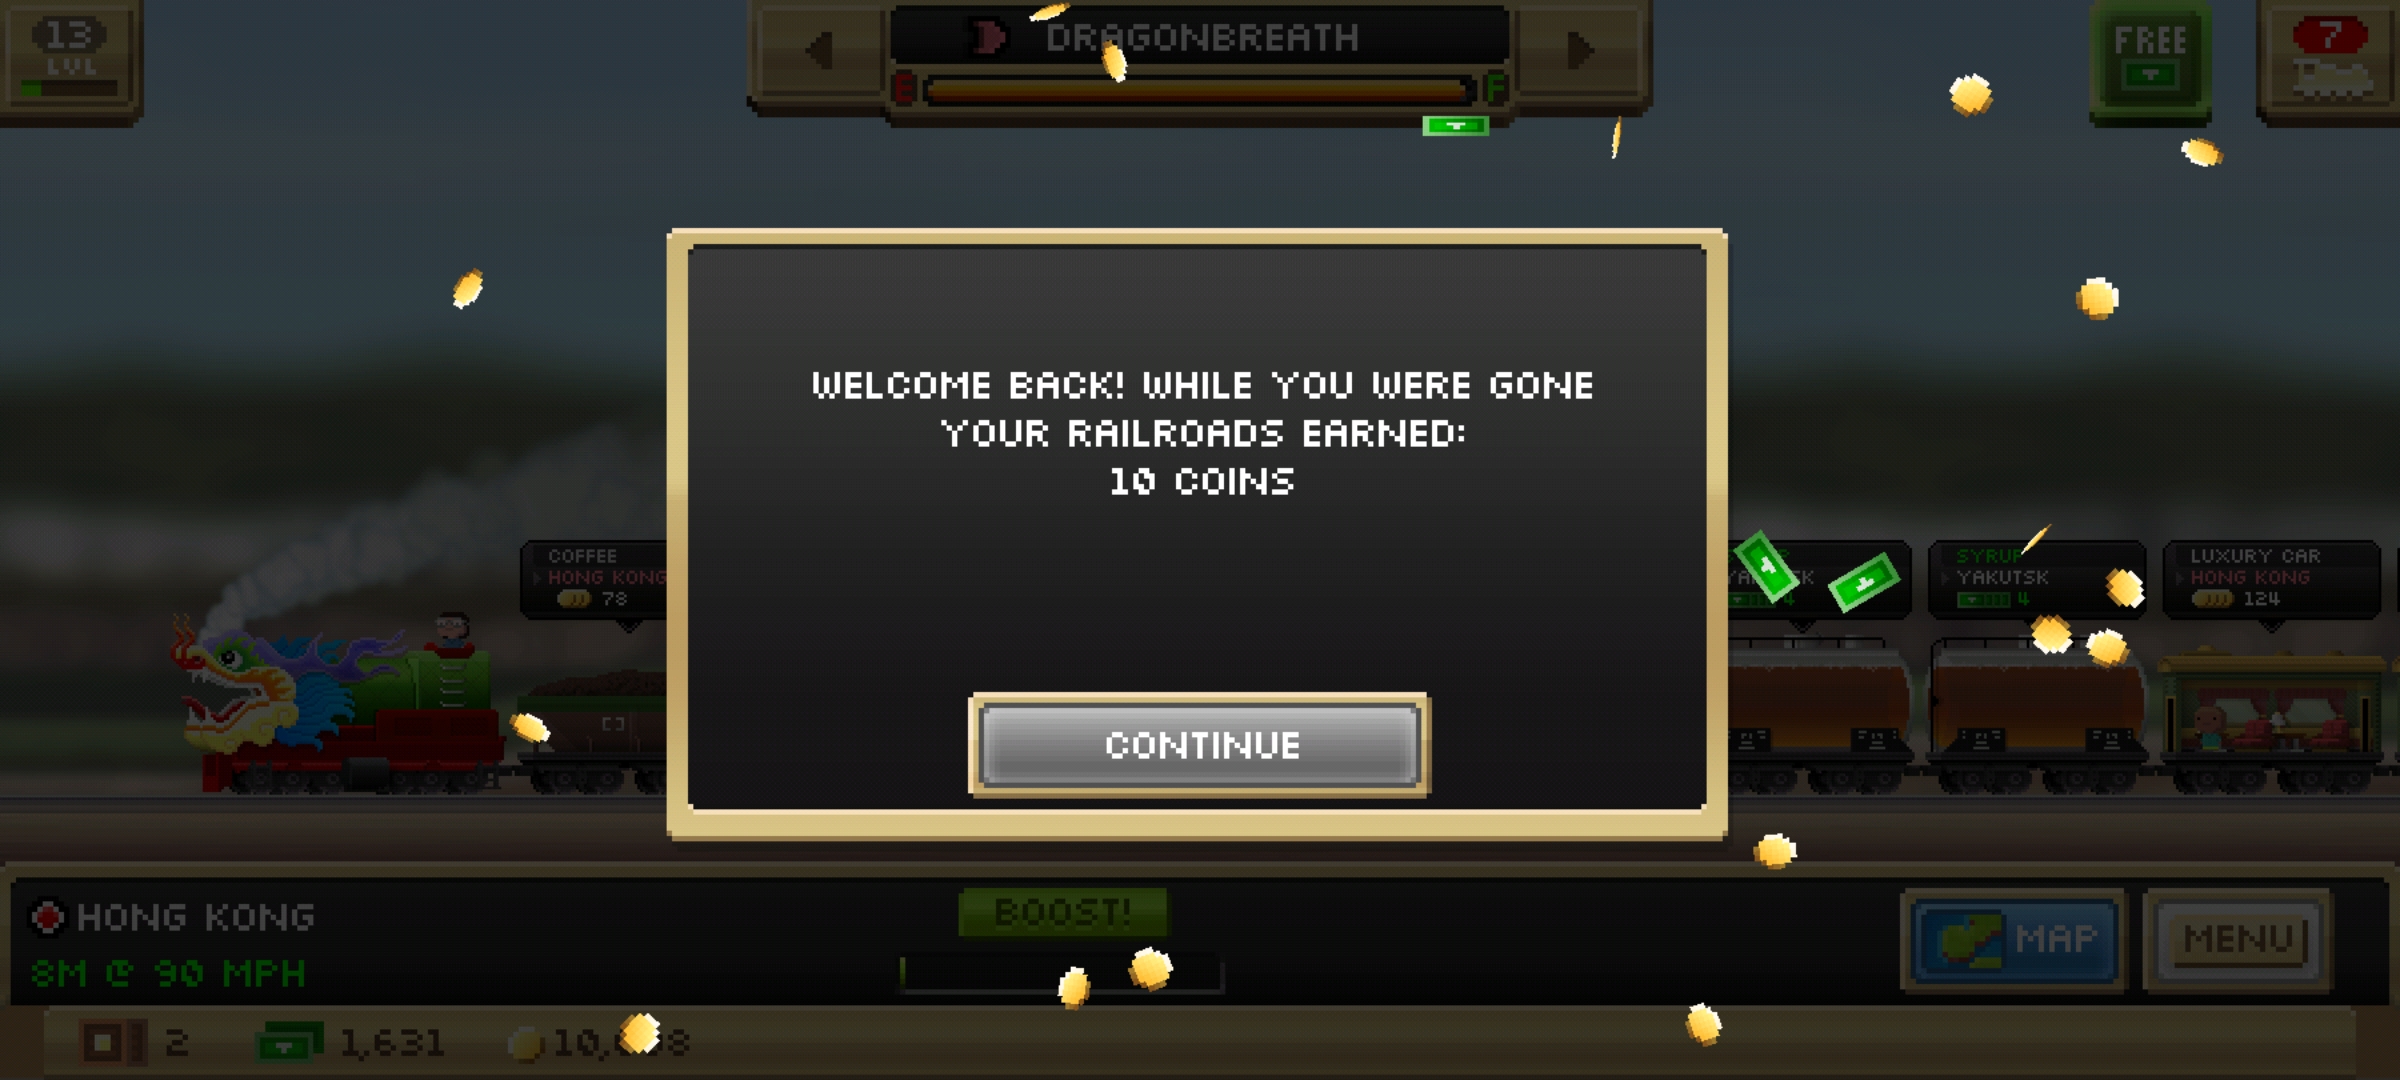 13
LVL
DRAGONBREATH
E F
FREE
7
WELCOME BACK! WHILE YOU WERE GONE
YOUR RAILROADS EARNED:
10 COINS
CONTINUE
COFFEE
HONG KONG
78
4
SYRUP
YAKUTSK
4
LUXURY CAR
HONG KONG
124
HONG KONG
8M @ 90 MPH
BOOST!
MAP
MENU
2
1,631